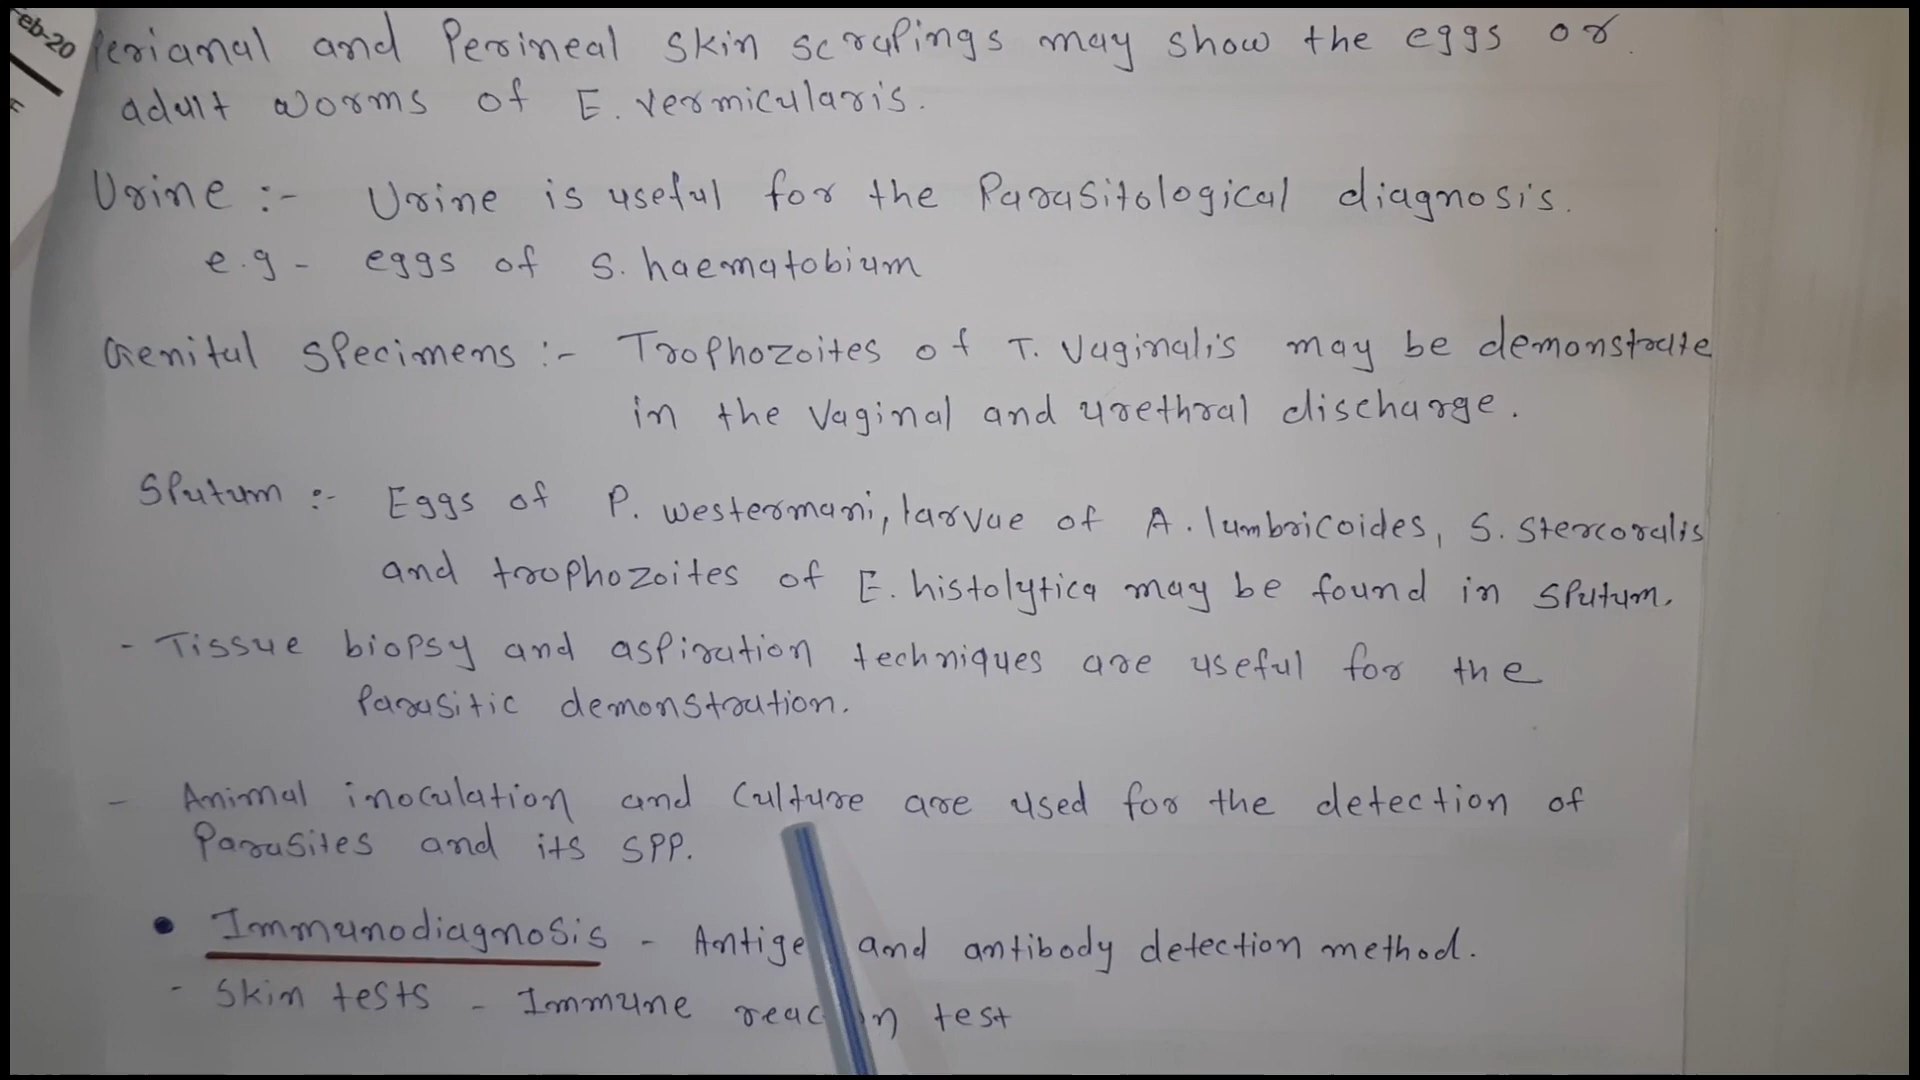 eb-20
Perianal and Perineal skin scrapings may show the eggs or
adult worms of E. vermicularis.
Urine :- Urine is useful for the Parasitological diagnosis.
e.g - eggs of S. haematobium
Genital Specimens :- Trophozoites of T. Vaginalis may be demonstrate
in the Vaginal and urethral discharge.
Sputum :- Eggs of P. westermani, larvae of A. lumbricoides, S. Stercoralis
and trophozoites of E. histolytica may be found in Sputum.
- Tissue biopsy and aspiration techniques are useful for the
Parasitic demonstration.
- Animal inoculation and Culture are used for the detection of
Parasites and its SPP.
• Immunodiagnosis - Antige and antibody detection method.
- Skin tests - Immune reac n test